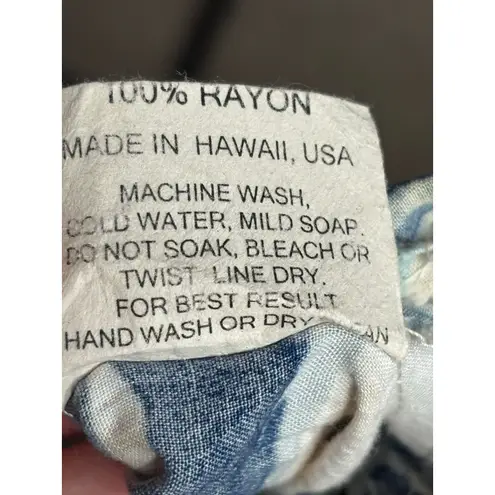 100% RAYON
MADE IN HAWAII, USA
MACHINE WASH,
COLD WATER, MILD SOAP.
DO NOT SOAK, BLEACH OR
TWIST LINE DRY.
FOR BEST RESULT
HAND WASH OR DRY CLEAN